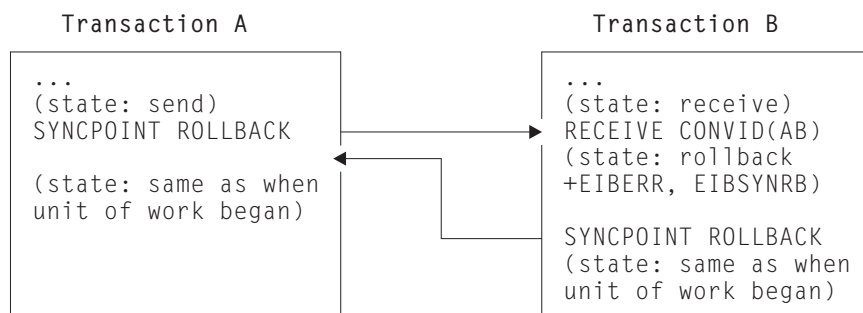 Transaction A
...
(state: send)
SYNCPOINT ROLLBACK
(state: same as when
unit of work began)
Transaction B
...
(state: receive)
RECEIVE CONVID(AB)
(state: rollback
+EIBERR, EIBSYNRB)
SYNCPOINT ROLLBACK
(state: same as when
unit of work began)